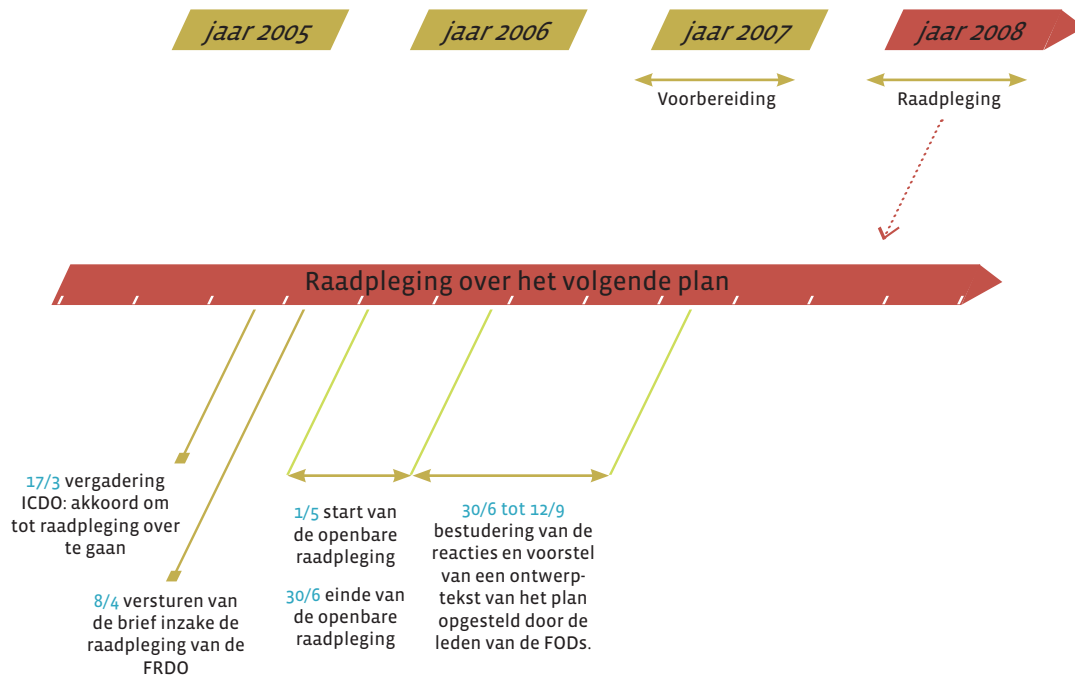 jaar 2005
jaar 2006
jaar 2007
jaar 2008
Voorbereiding
Raadpleging
Raadpleging over het volgende plan
17/3 vergadering
ICDO: akkoord om
tot raadpleging over
te gaan
8/4 versturen van
de brief inzake de
raadpleging van de
FRDO
1/5 start van
de openbare
raadpleging
30/6 einde van
de openbare
raadpleging
30/6 tot 12/9
bestudering van de
reacties en voorstel
van een ontwerp-
tekst van het plan
opgesteld door de
leden van de FODs.